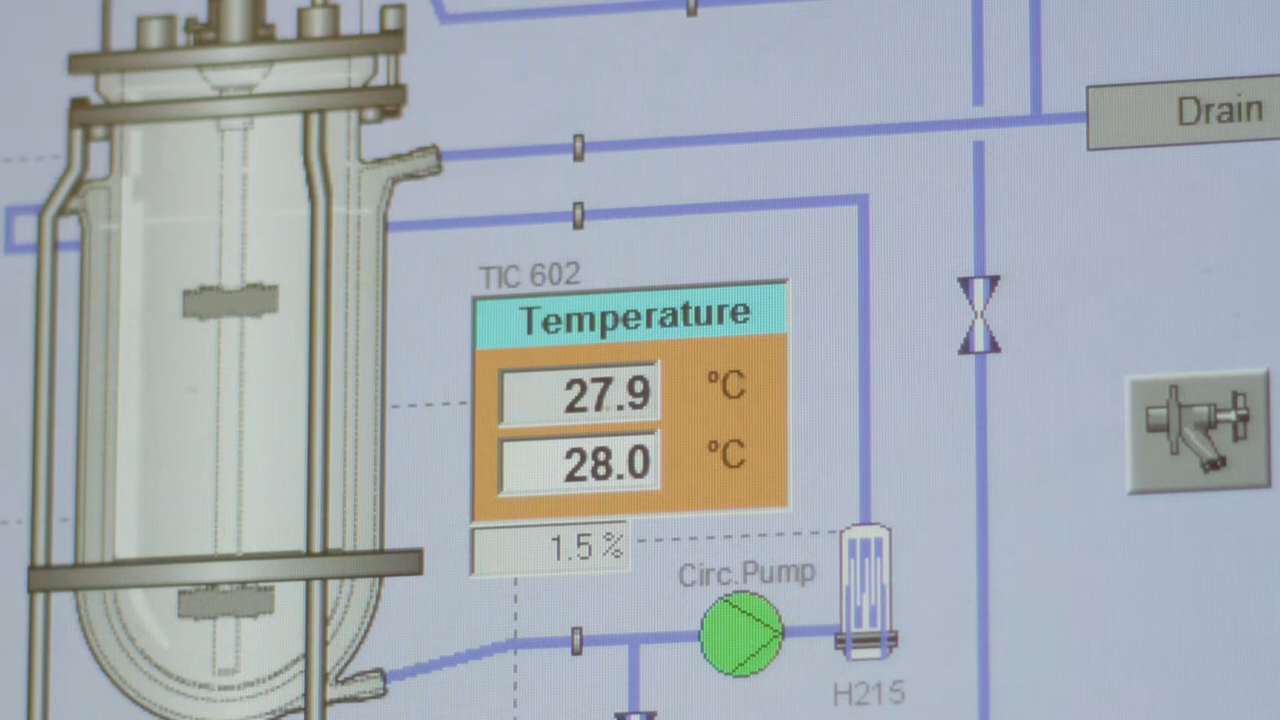 Drain
TIC 602
Temperature
27.9 °C
28.0 °C
1.5 %
Circ.Pump
H215